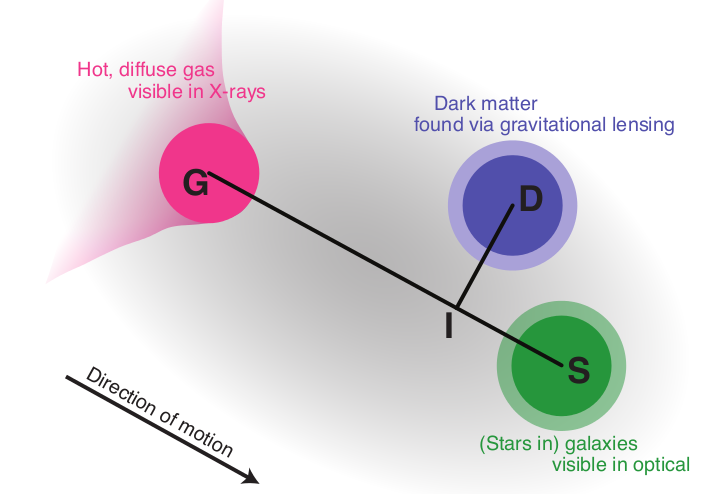 Hot, diffuse gas
visible in X-rays
Dark matter
found via gravitational lensing
G
D
I
S
Direction of motion
(Stars in) galaxies
visible in optical